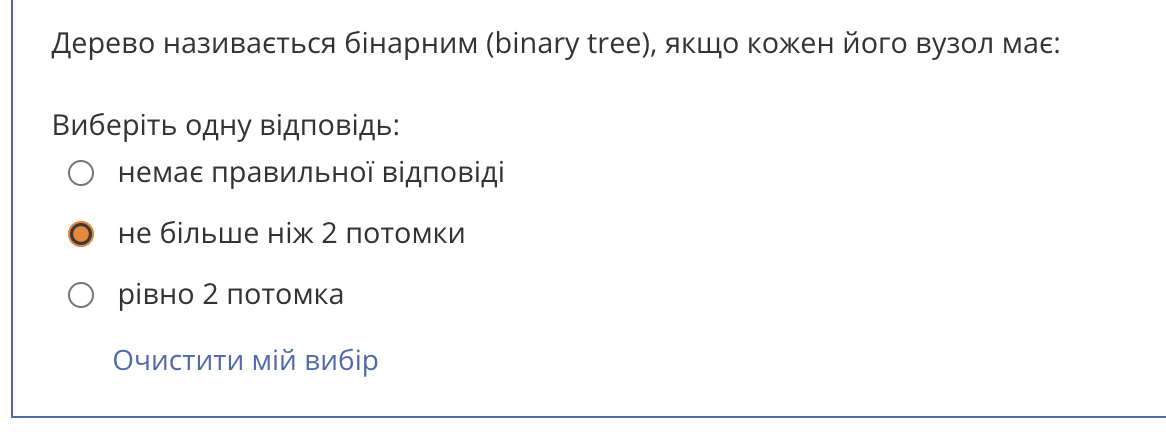 Дерево називається бінарним (binary tree), якщо кожен його вузол має:
Виберіть одну відповідь:
немає правильної відповіді
не більше ніж 2 потомки
рівно 2 потомка
Очистити мій вибір